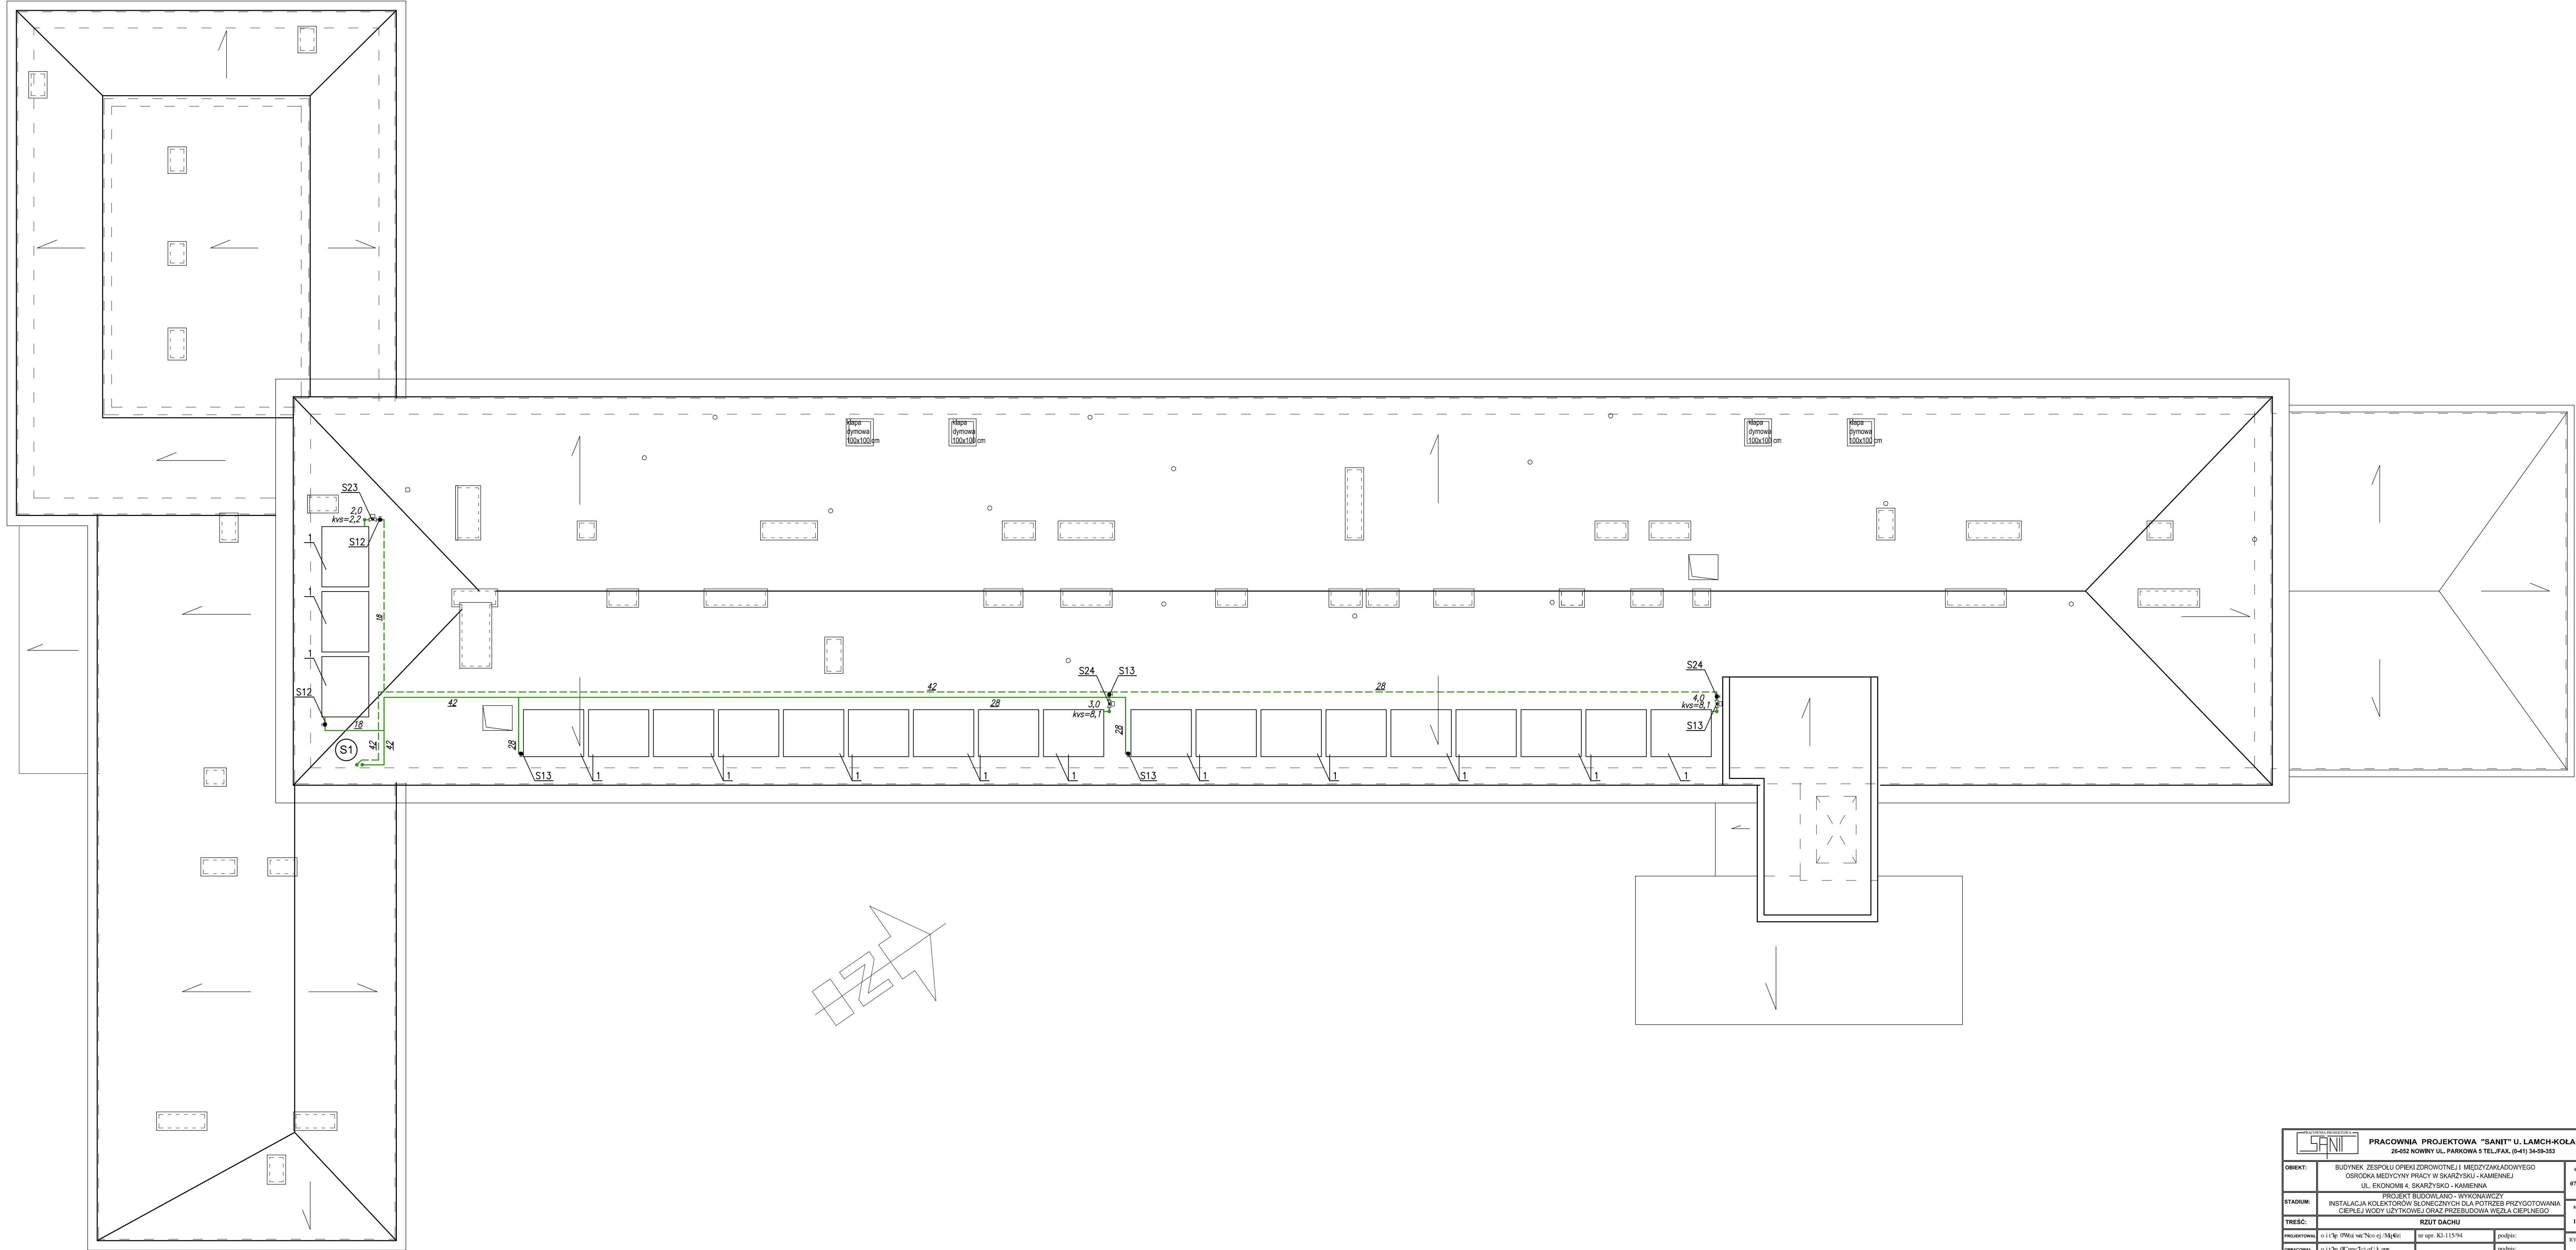 klapa
dymowa
100x100 cm
klapa
dymowa
100x100 cm
klapa
dymowa
100x100 cm
klapa
dymowa
100x100 cm
S23
2,0
kvs=2,2
S12
1
1
18
1
S12
18
S1
42
42
42
42
28
28
S24
S13
3,0
kvs=8,1
28
28
S24
4,0
kvs=8,1
S13
S13
1
1
1
1
1
S13
1
1
1
1
1
N
PRACOWNIA PROJEKTOWA
SANIT
PRACOWNIA PROJEKTOWA "SANIT" U. LAMCH-KOŁA
26-052 NOWINY UL. PARKOWA 5 TEL./FAX. (0-41) 34-59-353
OBIEKT:
BUDYNEK ZESPOŁU OPIEKI ZDROWOTNEJ I MIĘDZYZAKŁADOWYEGO
OSRODKA MEDYCYNY PRACY W SKARŻYSKU - KAMIENNEJ
UL. EKONOMII 4, SKARŻYSKO - KAMIENNA
07
STADIUM:
PROJEKT BUDOWLANO - WYKONAWCZY
INSTALACJA KOLEKTORÓW SŁONECZNYCH DLA POTRZEB PRZYGOTOWANIA
CIEPŁEJ WODY UŻYTKOWEJ ORAZ PRZEBUDOWA WĘZŁA CIEPLNEGO
TREŚĆ:
RZUT DACHU
PROJEKTOWAŁ
nr upr. Kl-115/94
podpis:
podpis: